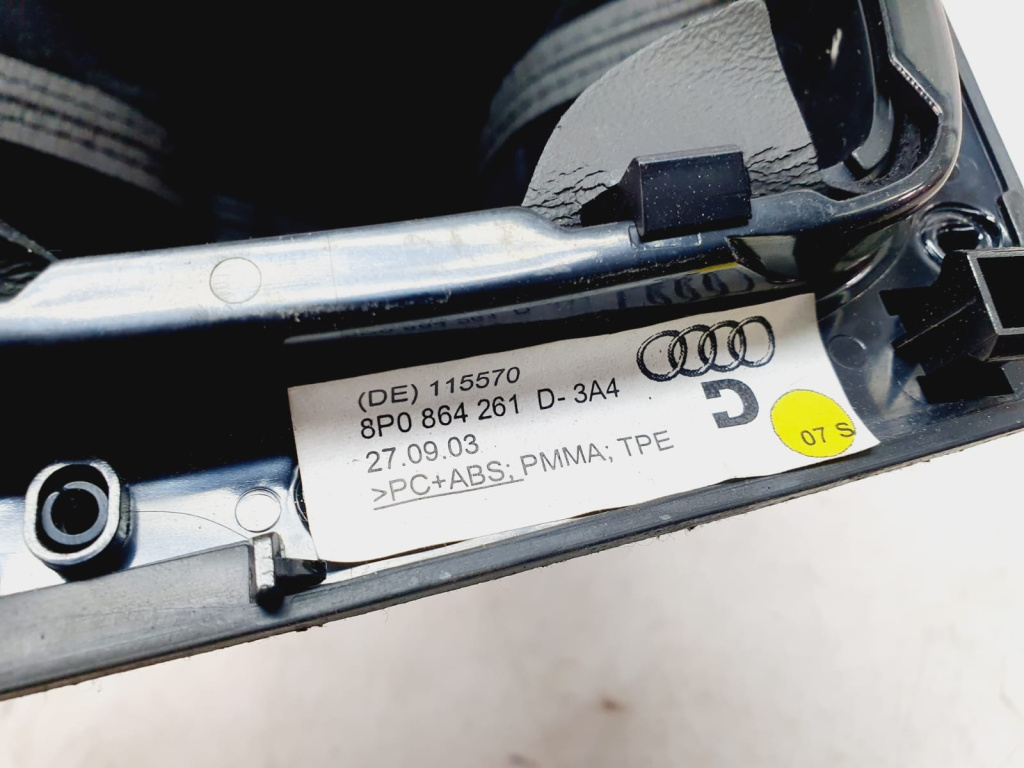 (DE) 115570
8P0 864 261 D- 3A4
27.09.03
>PC+ABS; PMMA; TPE
07 S